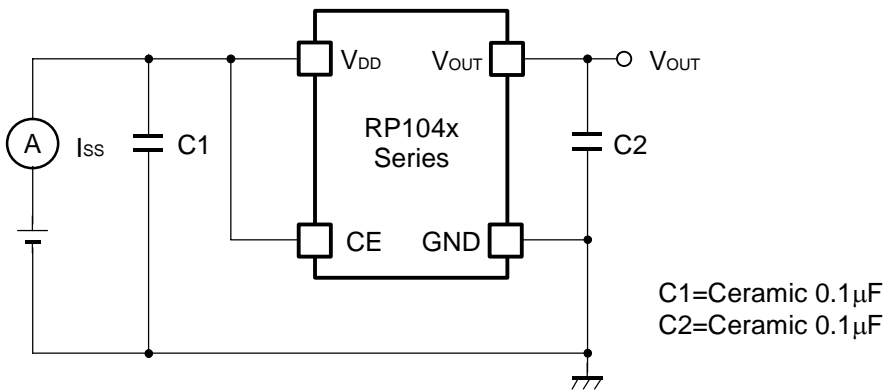 VDD
VOUT
VOUT
RP104x
Series
A
ISS
C1
C2
CE
GND
C1=Ceramic 0.1μF
C2=Ceramic 0.1μF